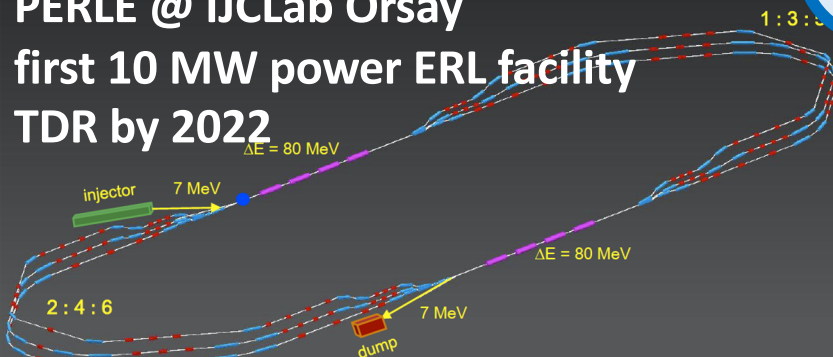 PERLE @ IJCLab Orsay
first 10 MW power ERL facility
TDR by 2022
1 : 3 : 5
ΔE = 80 MeV
injector
7 MeV
ΔE = 80 MeV
2 : 4 : 6
7 MeV
dump